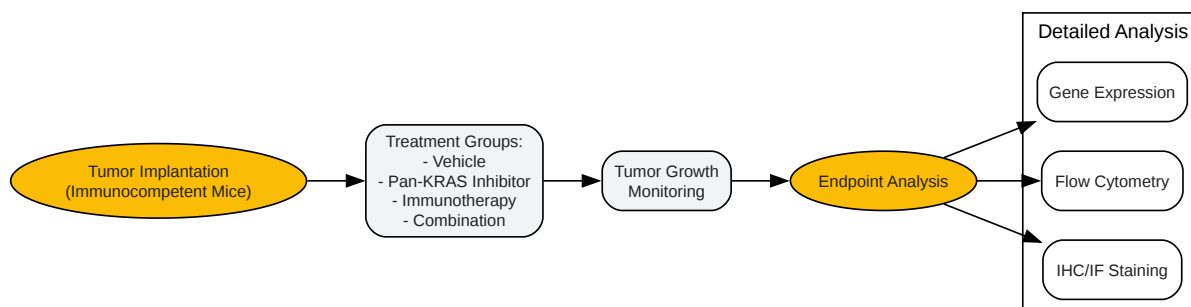 Tumor Implantation
(Immunocompetent Mice)
Treatment Groups:
- Vehicle
- Pan-KRAS Inhibitor
- Immunotherapy
- Combination
Tumor Growth
Monitoring
Endpoint Analysis
Detailed Analysis
Gene Expression
Flow Cytometry
IHC/IF Staining